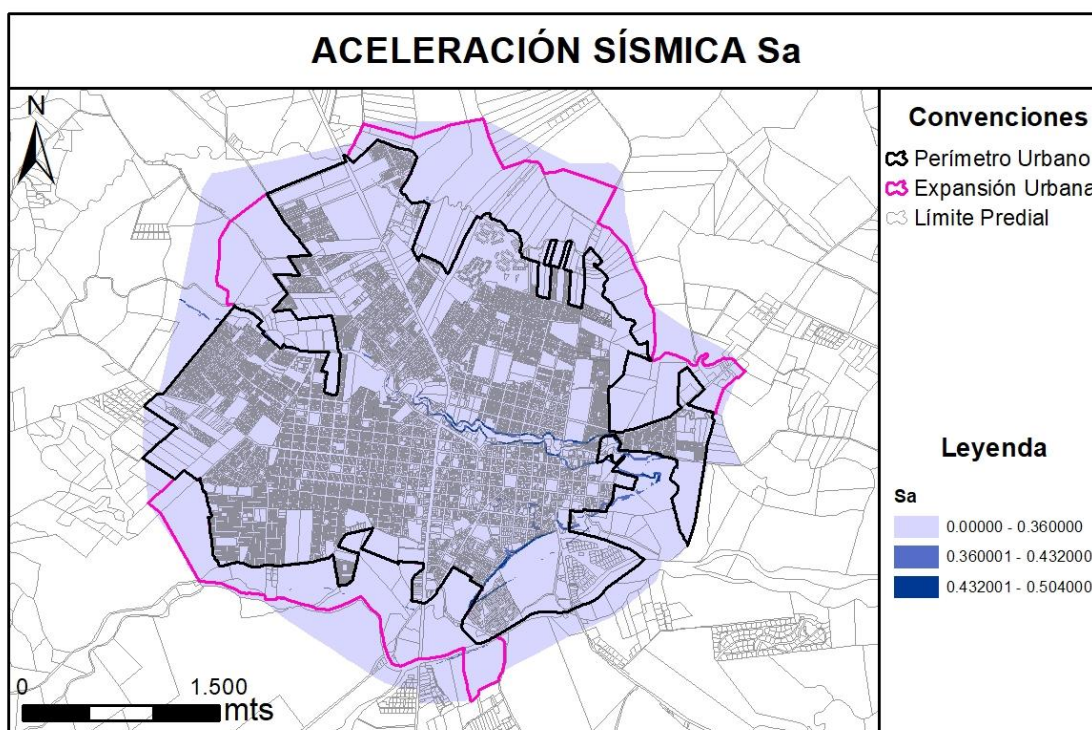 ACELERACIÓN SÍSMICA Sa
N
Convenciones
Perímetro Urbano
Expansión Urbana
Límite Predial
Leyenda
Sa
0.00000 - 0.360000
0.360001 - 0.432000
0.432001 - 0.504000
0 1.500
mts